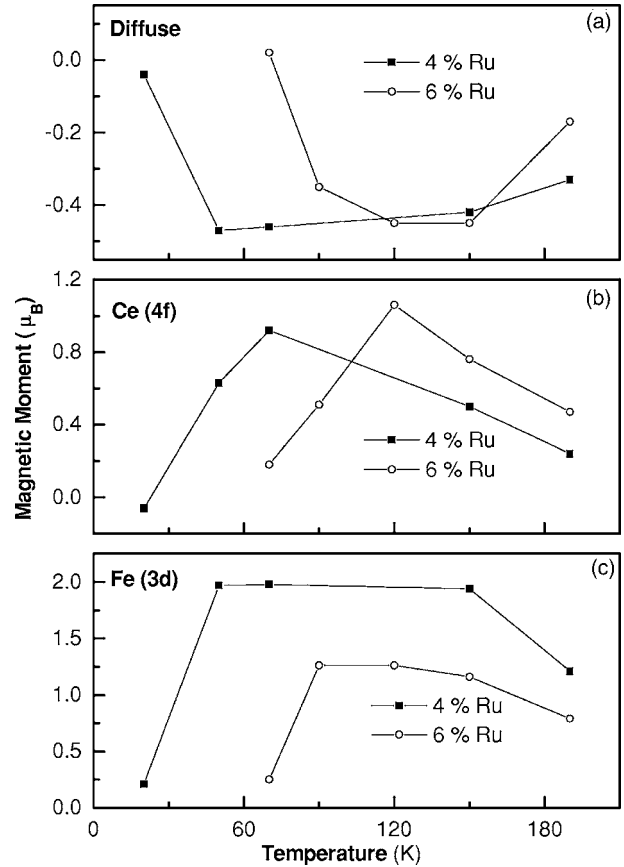 Diffuse
(a)
4 % Ru
6 % Ru
0.0
-0.2
-0.4
Ce (4f)
(b)
1.2
0.8
0.4
0.0
4 % Ru
6 % Ru
Magnetic Moment (μB)
Fe (3d)
(c)
2.0
1.5
1.0
0.25
0.0
4 % Ru
6 % Ru
0 60 120 180
Temperature (K)